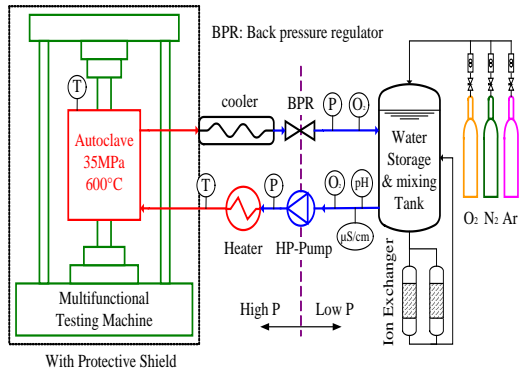 BPR: Back pressure regulator
T
cooler
BPR
P
O₂
Autoclave
35MPa
600°C
Water
Storage
& mixing
Tank
T
P
O₂
pH
µS/cm
Heater
HP-Pump
O₂ N₂ Ar
Ion Exchanger
Multifunctional
Testing Machine
High P
Low P
With Protective Shield